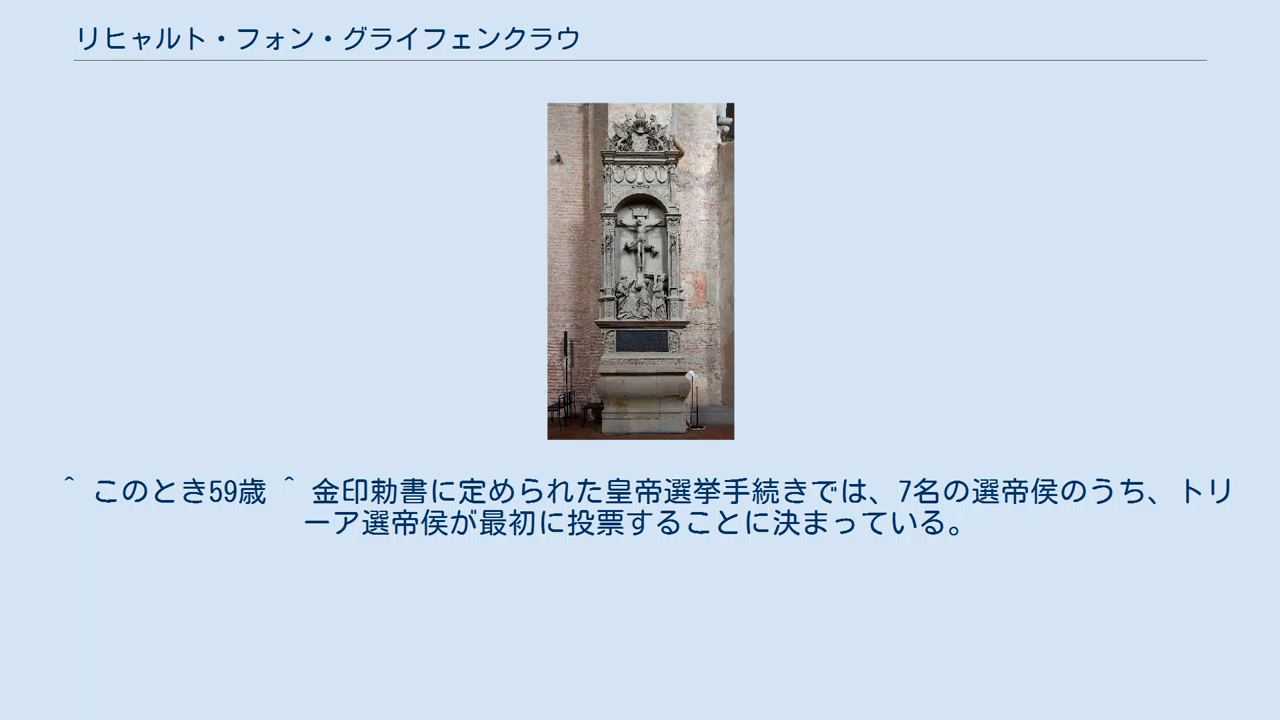 リヒャルト・フォン・グライフェンクラウ
^ このとき59歳 ^ 金印勅書に定められた皇帝選挙手続きでは、7名の選帝侯のうち、トリ
ーア選帝侯が最初に投票することに決まっている。